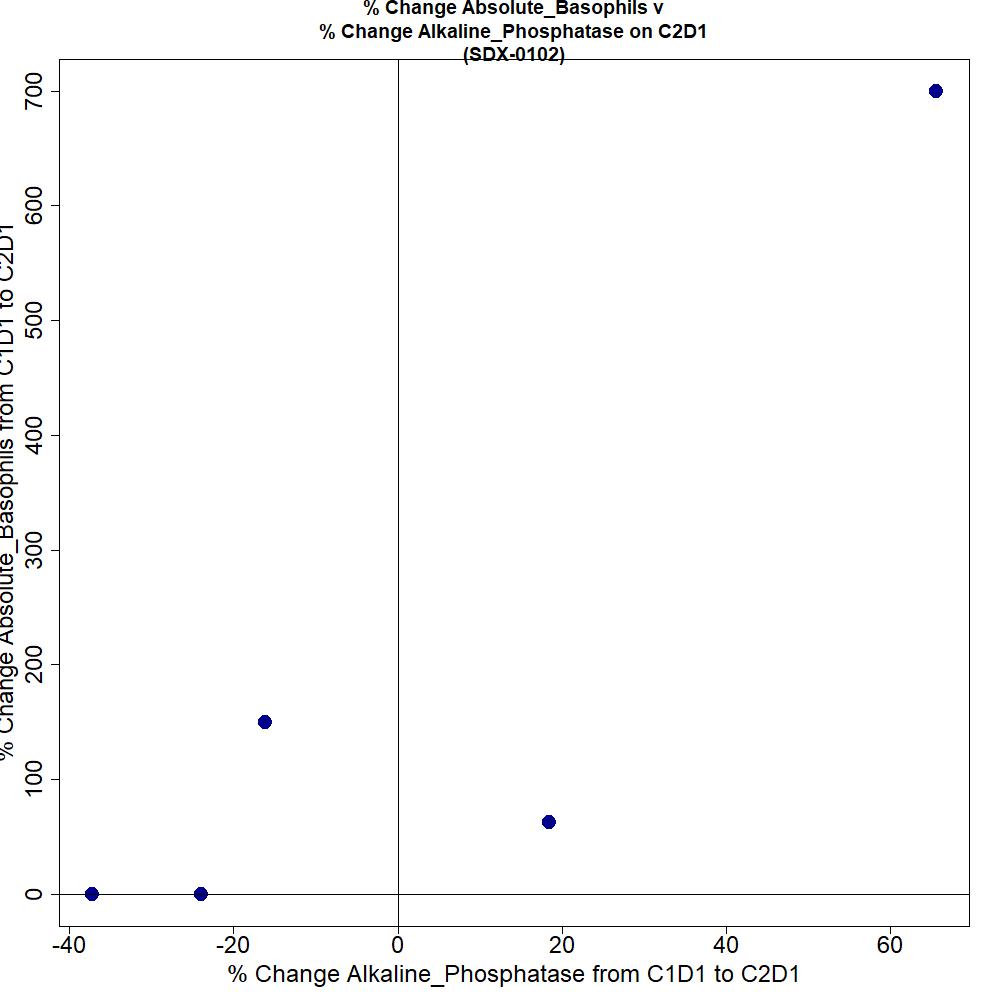 % Change Absolute_Basophils v
% Change Alkaline_Phosphatase on C2D1
(SDX-0102)
% Change Absolute_Basophils from C1D1 to C2D1
700
600
500
400
300
200
100
0
-40
-20
0
20
40
60
% Change Alkaline_Phosphatase from C1D1 to C2D1